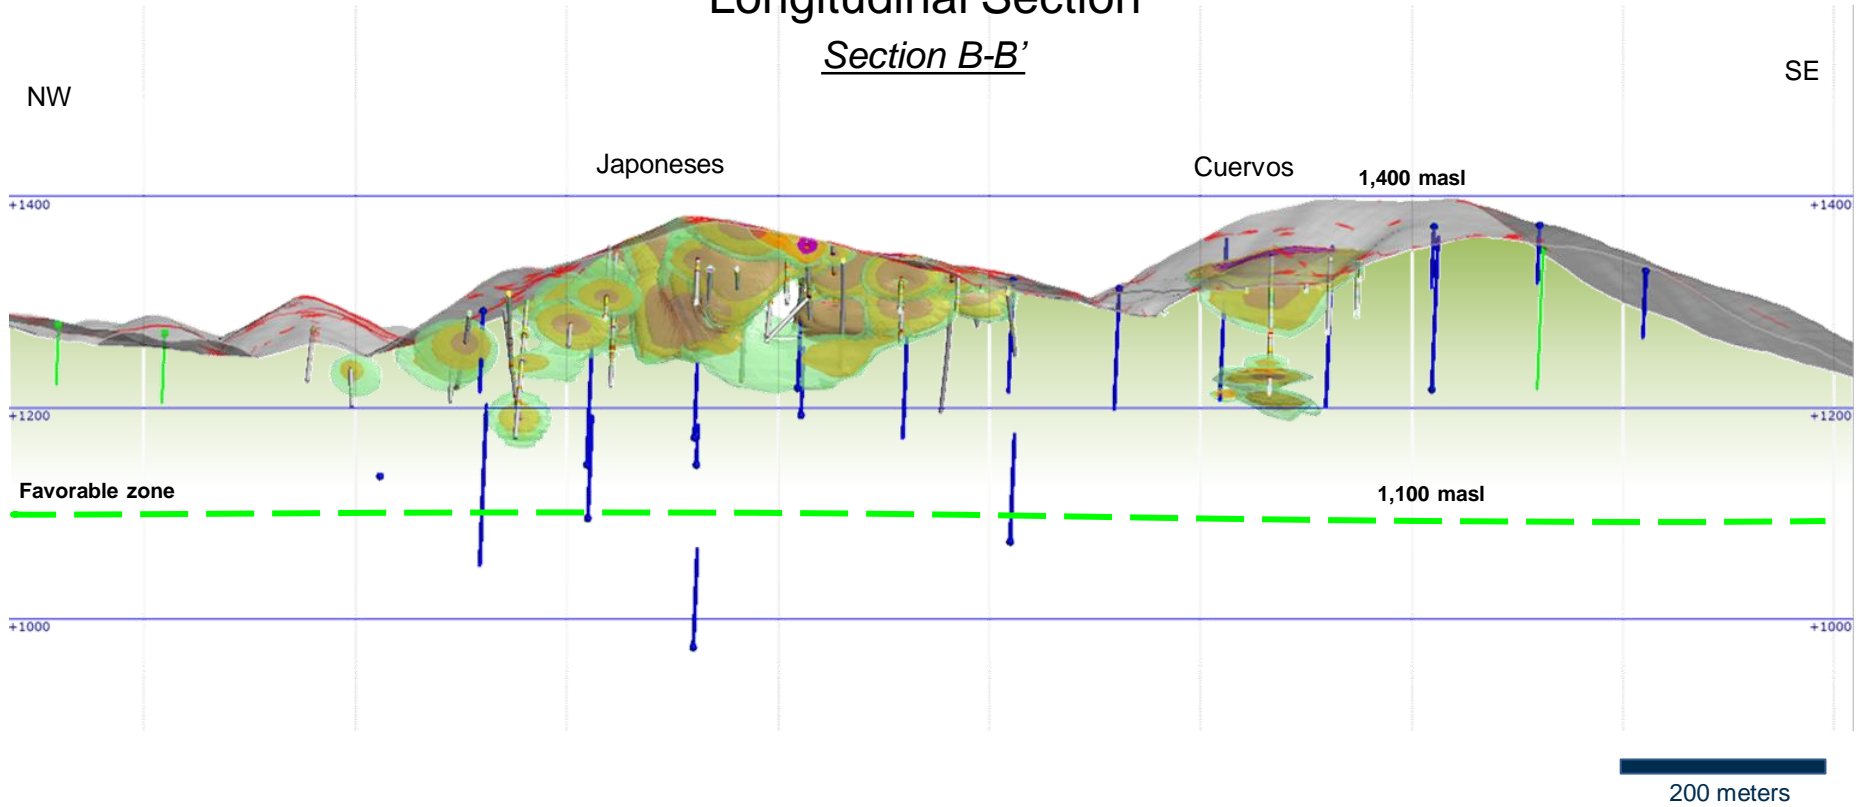 Longitudinal Section
Section B-B’
NW
SE
Japoneses
Cuervos
1,400 masl
+1400
+1400
+1200
+1200
Favorable zone
1,100 masl
+1000
+1000
200 meters